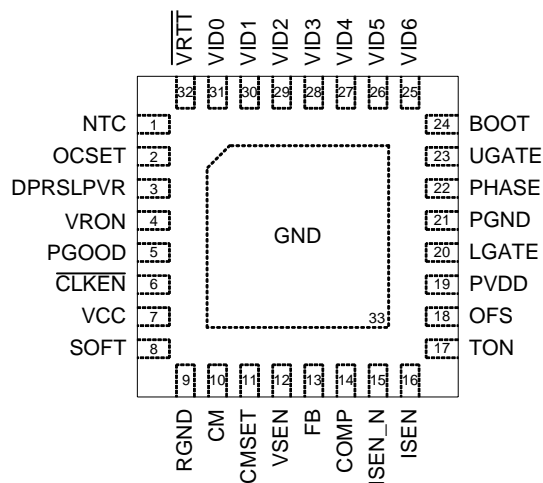 VRTT VID0 VID1 VID2 VID3 VID4 VID5 VID6
32 31 30 29 28 27 26 25
NTC 1 24 BOOT
OCSET 2 23 UGATE
DPRSLPVR 3 22 PHASE
VRON 4 21 PGND
GND
PGOOD 5 20 LGATE
CLKEN 6 19 PVDD
VCC 7 33 18 OFS
SOFT 8 17 TON
9 10 11 12 13 14 15 16
RGND CM CMSET VSEN FB COMP ISEN_N ISEN